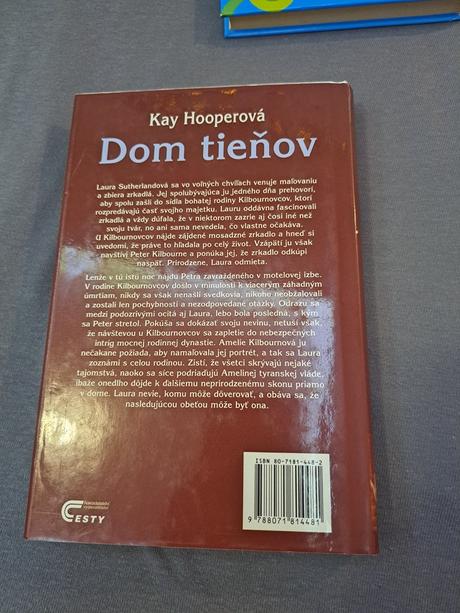 Kay Hooperová
Dom tieňov
Laura Sutherlandová sa vo voľných chvíľach venuje maľovaniu
a zbiera zrkadlá. Jej spolubývajúca ju jedného dňa prehovorí,
aby spolu zašli do sídla bohatej rodiny Kilbournovcov, ktorí
rozpredávajú časť svojho majetku. Lauru oddávna fascinovali
zrkadlá a vždy dúfala, že v niektorom zazrie aj čosi iné než
svoju tvár, no ani sama nevedela, čo vlastne očakáva.
U Kilbournovcov nájde zájdené mosadzné zrkadlo a hneď si
uvedomí, že práve to hľadala po celý život. Vzápätí ju však
navštívi Peter Kilbourne a ponúka jej, že zrkadlo odkúpi
naspäť. Prirodzene, Laura odmieta.
Lenže v tú istú noc nájdu Petra zavraždeného v motelovej izbe.
V rodine Kilbournovcov došlo v minulosti k viacerým záhadným
úmrtiam, nikdy sa však nenašli svedkovia, nikoho neobžalovali
a zostali len pochybnosti a nezodpovedané otázky. Odrazu sa
medzi podozrivými ocitá aj Laura, lebo bola posledná, s kým
sa Peter stretol. Pokúša sa dokázať svoju nevinu, netuší však,
že návštevou u Kilbournovcov sa zapletie do nebezpečných
intríg mocnej rodinnej dynastie. Amelie Kilbournová ju
nečakane požiada, aby namaľovala jej portrét, a tak sa Laura
zoznámi s celou rodinou. Zistí, že všetci skrývajú nejaké
tajomstvá, naoko sa síce podriaďujú Amelinej tyranskej vláde,
ibaže onedlho dôjde k ďalšiemu neprirodzenému skonu priamo
v dome. Laura nevie, komu môže dôverovať, a obáva sa, že
nasledujúcou obeťou môže byť ona.
ISBN 80-7181-448-2
9 788071 814481
CESTY